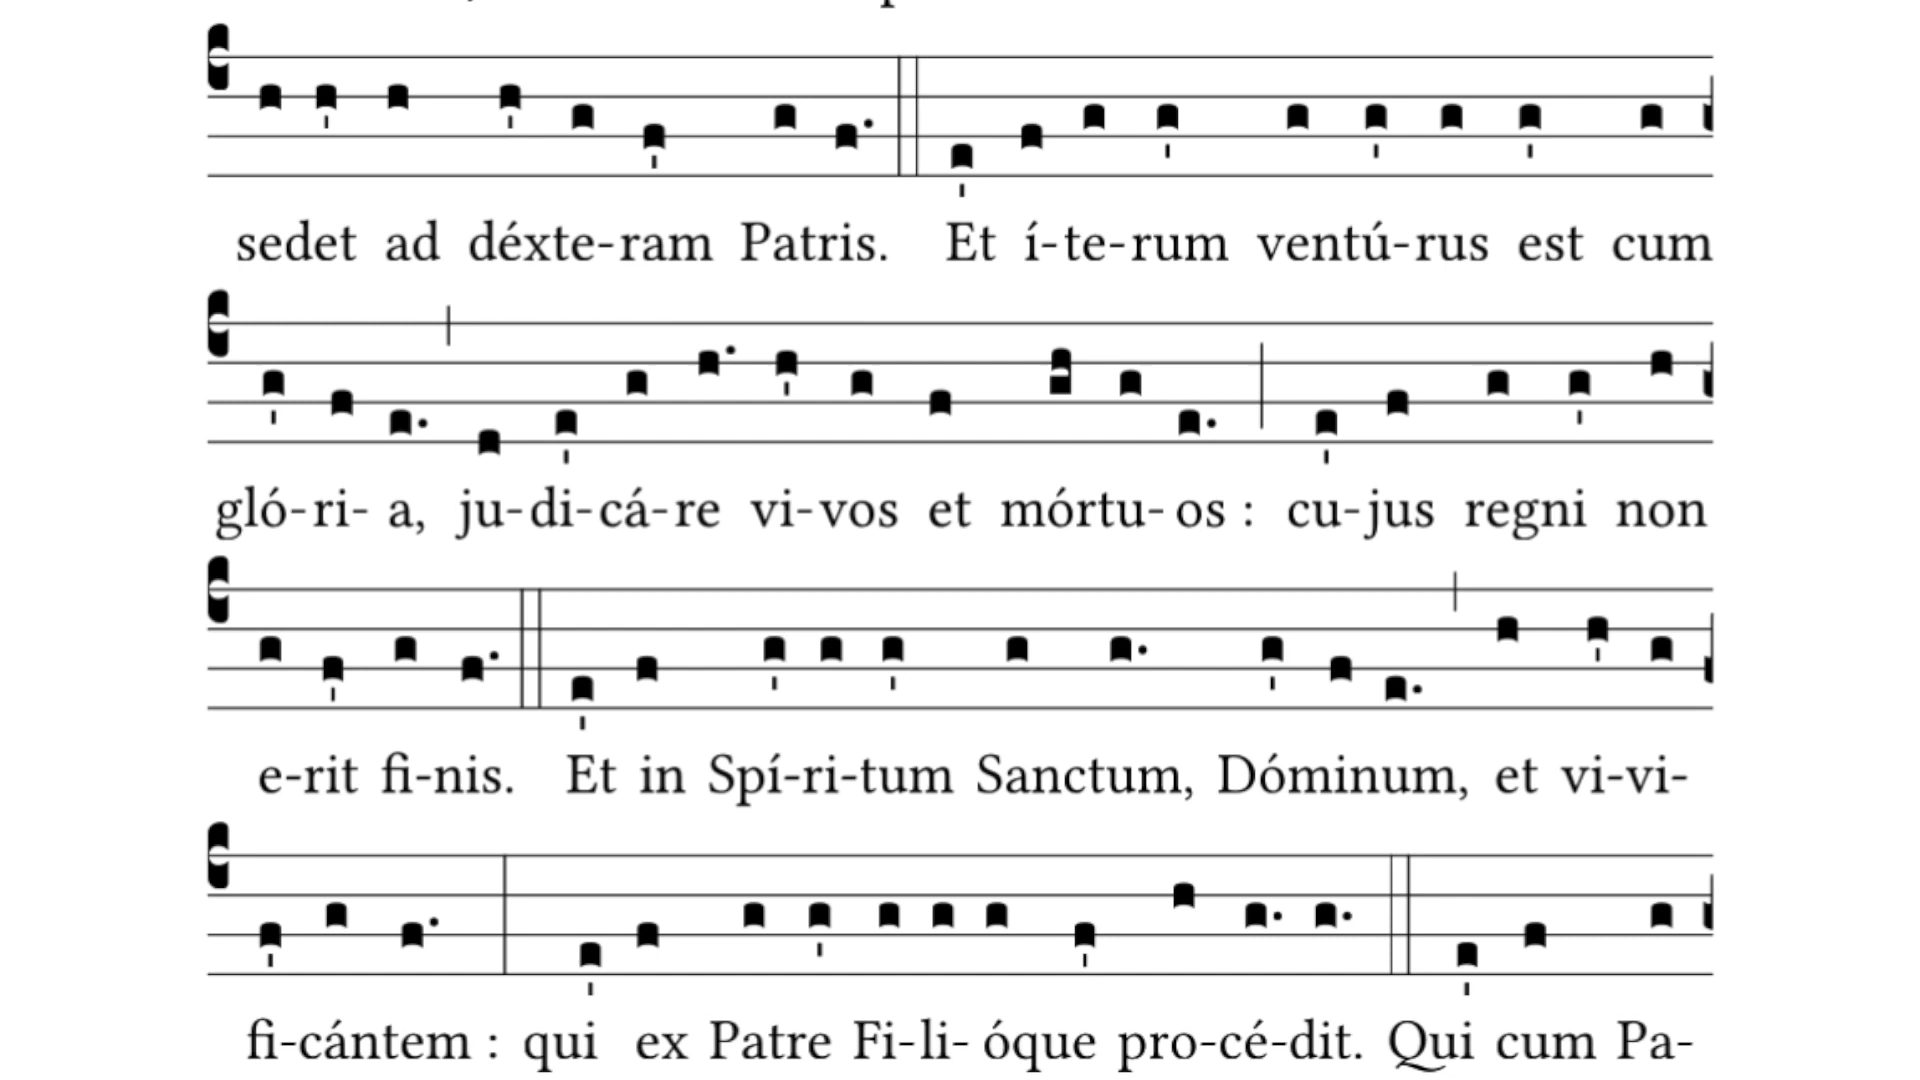 sedet ad déxte-ram Patris. Et í-te-rum ventú-rus est cum
gló-ri- a, ju-di-cá-re vi-vos et mórtu- os : cu-jus regni non
e-rit fi-nis. Et in Spí-ri-tum Sanctum, Dóminum, et vi-vi-
fi-cántem : qui ex Patre Fi-li- óque pro-cé-dit. Qui cum Pa-